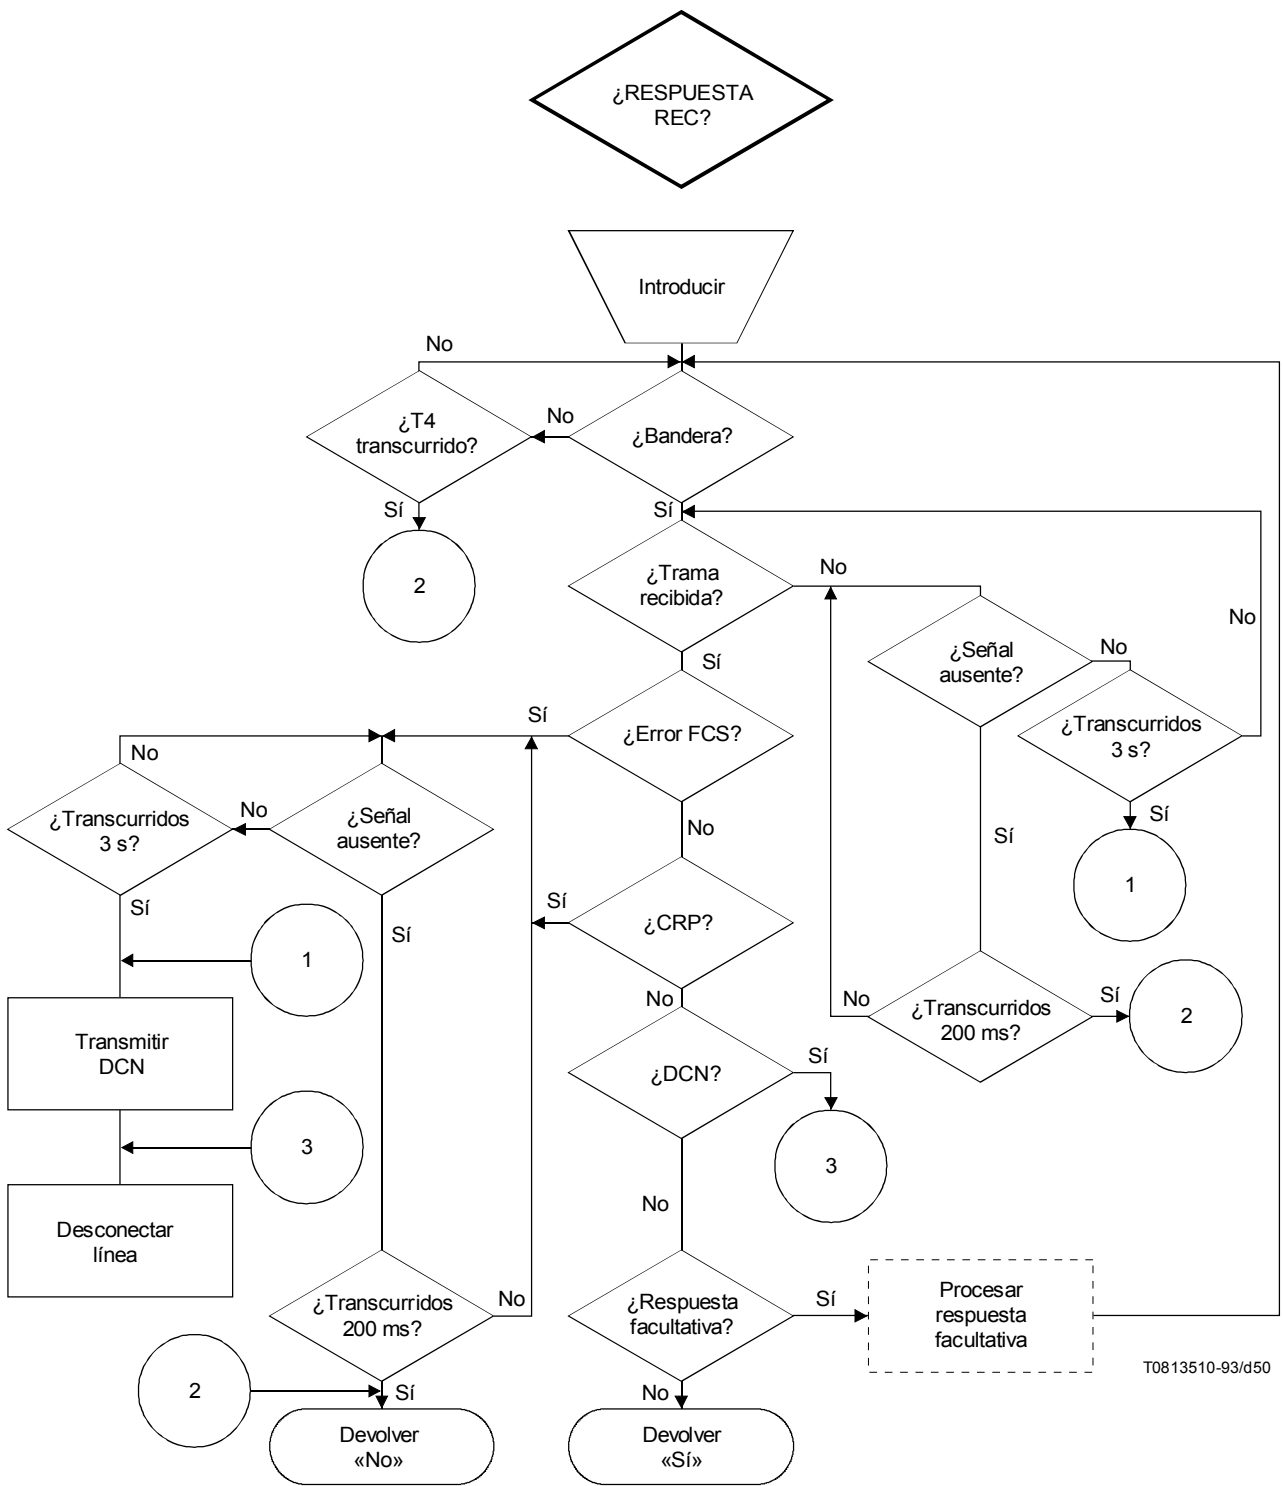 ¿RESPUESTA
REC?
Introducir
No
¿T4
transcurrido?
No
¿Bandera?
Sí
Sí
2
¿Trama
recibida?
No
No
¿Señal
ausente?
No
Sí
¿Transcurridos
3 s?
Sí
¿Error FCS?
No
Sí
¿Transcurridos
3 s?
No
¿Señal
ausente?
No
Sí
1
Sí
Sí
Sí
¿CRP?
1
No
No
¿Transcurridos
200 ms?
Sí
2
Transmitir
DCN
¿DCN?
Sí
3
3
No
Desconectar
línea
¿Transcurridos
200 ms?
No
¿Respuesta
facultativa?
Sí
Procesar
respuesta
facultativa
T0813510-93/d50
2
Sí
No
Devolver
«No»
Devolver
«Sí»